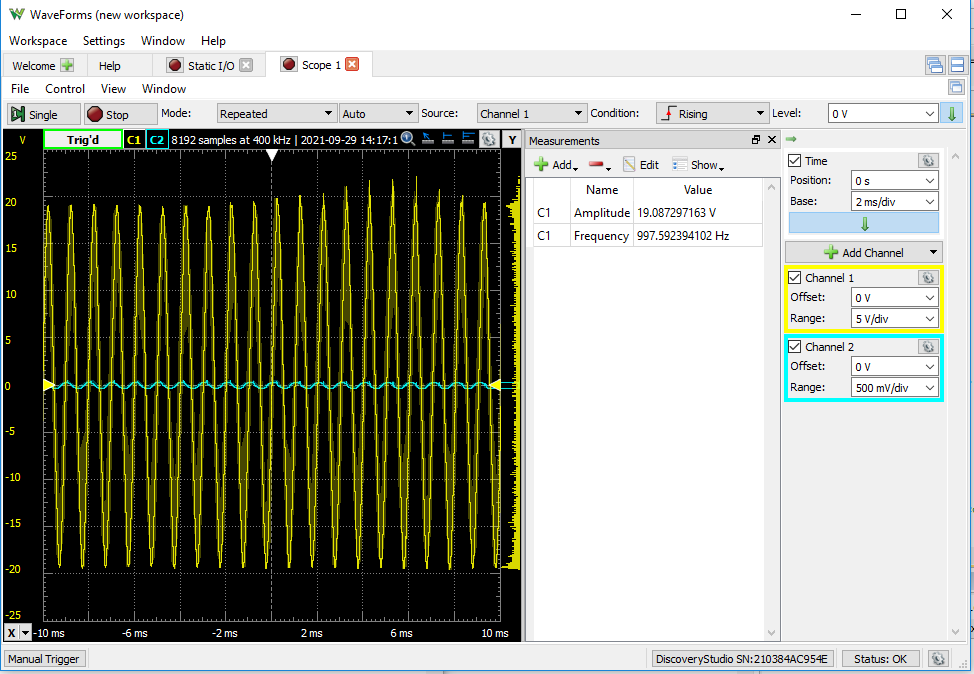 WaveForms (new workspace)
Workspace Settings Window Help
Welcome Help Static I/O Scope 1
File Control View Window
Single Stop Mode: Repeated Auto Source: Channel 1 Condition: Rising Level: 0 V
V Trig'd C1 C2 8192 samples at 400 kHz | 2021-09-29 14:17:1 Y
25
20
15
10
5
0
-5
-10
-15
-20
-25
X -10 ms -6 ms -2 ms 2 ms 6 ms 10 ms
Measurements
Add Edit Show
Name Value
C1 Amplitude 19.087297163 V
C1 Frequency 997.592394102 Hz
Time
Position: 0 s
Base: 2 ms/div
Add Channel
Channel 1
Offset: 0 V
Range: 5 V/div
Channel 2
Offset: 0 V
Range: 500 mV/div
Manual Trigger DiscoveryStudio SN:210384AC954E Status: OK